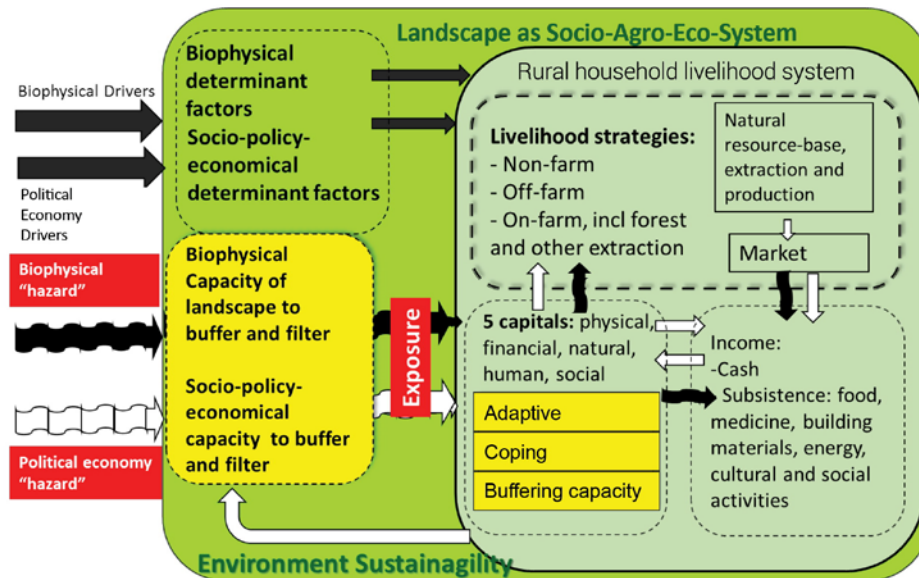 Landscape as Socio-Agro-Eco-System
Biophysical Drivers
Political
Economy
Drivers
Biophysical
“hazard”
Political economy
“hazard”
Biophysical
determinant
factors
Socio-policy-
economical
determinant factors
Biophysical
Capacity of
landscape to
buffer and filter
Socio-policy-
economical
capacity to buffer
and filter
Exposure
Rural household livelihood system
Livelihood strategies:
- Non-farm
- Off-farm
- On-farm, incl forest
and other extraction
Natural
resource-base,
extraction and
production
Market
5 capitals: physical,
financial, natural,
human, social
Adaptive
Coping
Buffering capacity
Income:
-Cash
- Subsistence: food,
medicine, building
materials, energy,
cultural and social
activities
Environment Sustainagility